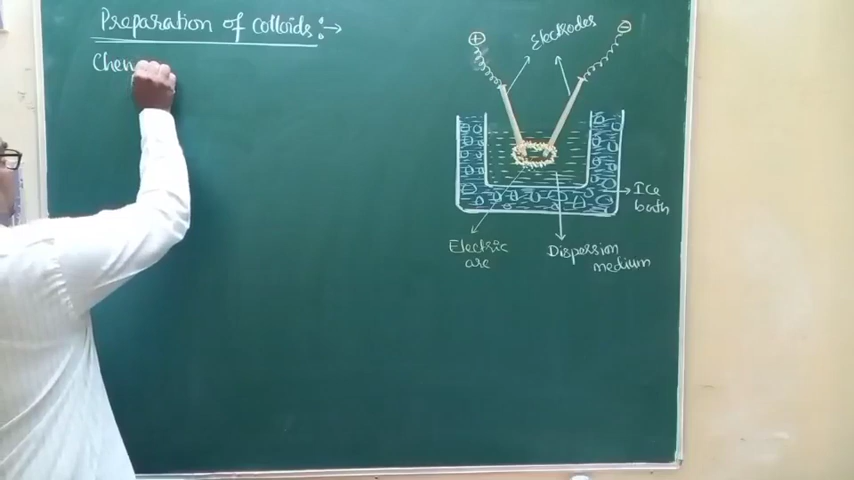 Preparation of Colloids:→
Chem
+
Electrodes
−
Ice
bath
Electric
arc
Dispersion
medium